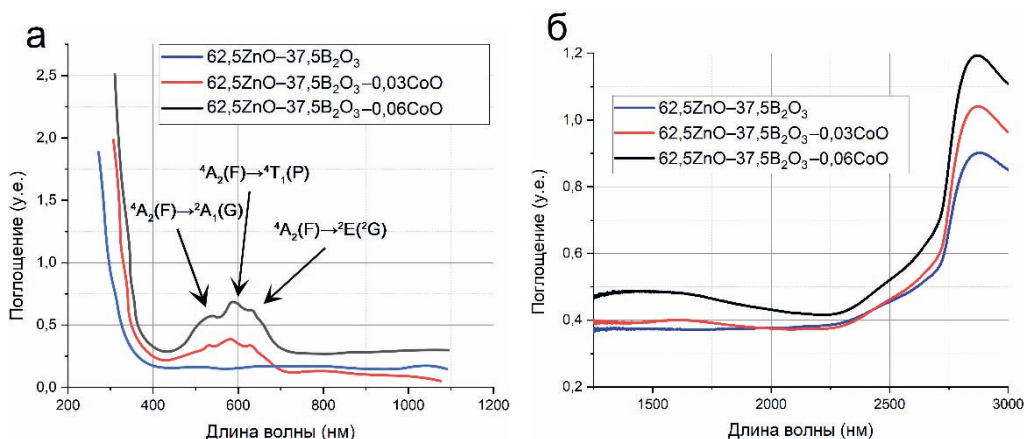 а
62,5ZnO–37,5B₂O₃
62,5ZnO–37,5B₂O₃–0,03CoO
62,5ZnO–37,5B₂O₃–0,06CoO
⁴A₂(F)→⁴T₁(P)
⁴A₂(F)→²A₁(G)
⁴A₂(F)→²E(²G)
Поглощение (у.е.)
2,5
2,0
1,5
1,0
0,5
0,0
200 400 600 800 1000 1200
Длина волны (нм)
б
62,5ZnO–37,5B₂O₃
62,5ZnO–37,5B₂O₃–0,03CoO
62,5ZnO–37,5B₂O₃–0,06CoO
Поглощение (у.е.)
1,2
1,0
0,8
0,6
0,4
0,2
1500 2000 2500 3000
Длина волны (нм)